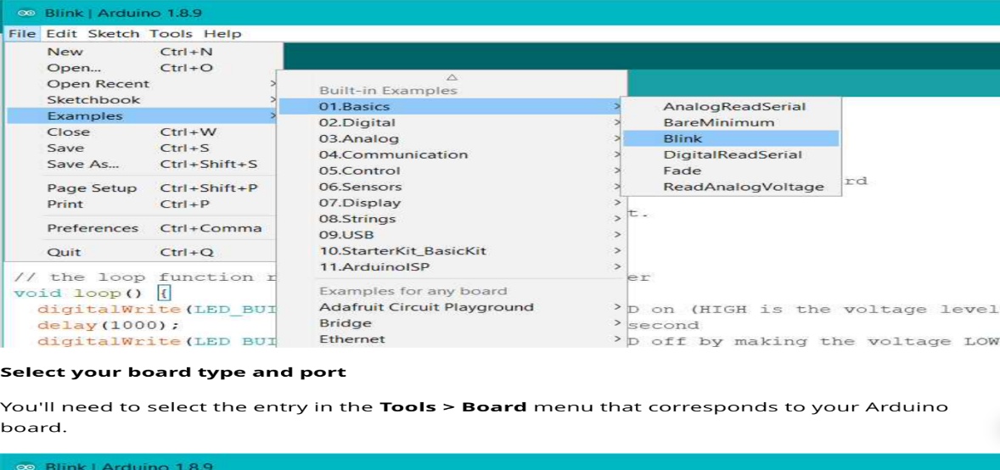 Blink | Arduino 1.8.9
File Edit Sketch Tools Help
New Ctrl+N
Open... Ctrl+O
Open Recent >
Sketchbook >
Examples >
Close Ctrl+W
Save Ctrl+S
Save As... Ctrl+Shift+S
Page Setup Ctrl+Shift+P
Print Ctrl+P
Preferences Ctrl+Comma
Quit Ctrl+Q
Built-in Examples
01.Basics >
02.Digital >
03.Analog >
04.Communication >
05.Control >
06.Sensors >
07.Display >
08.Strings >
09.USB >
10.StarterKit_BasicKit >
11.ArduinoISP >
Examples for any board
Adafruit Circuit Playground >
Bridge >
Ethernet >
AnalogReadSerial
BareMinimum
Blink
DigitalReadSerial
Fade
ReadAnalogVoltage
rd
t.
// the loop function r er
void loop() {
digitalWrite(LED_BUI D on (HIGH is the voltage level
delay(1000); second
digitalWrite(LED BUI D off by making the voltage LOW
Select your board type and port
You'll need to select the entry in the Tools > Board menu that corresponds to your Arduino
board.
Blink | Arduino 1.8.9